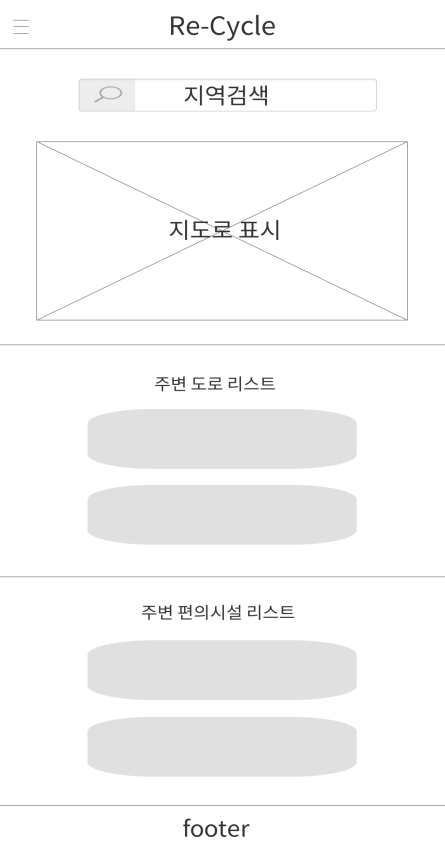 Re-Cycle
지역검색
지도로 표시
주변 도로 리스트
주변 편의시설 리스트
footer